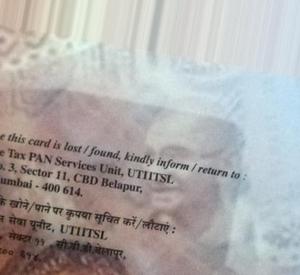 this card is lost / found, kindly inform / return to :
Tax PAN Services Unit, UTIITSL
3, Sector 11, CBD Belapur,
umbai - 400 614.
के खोने/पाने पर कृपया सूचित करें/लौटाएं :
सेवा यूनीट, UTIITSL
सेक्टर ११, सी.बी.डी.बेलापुर,